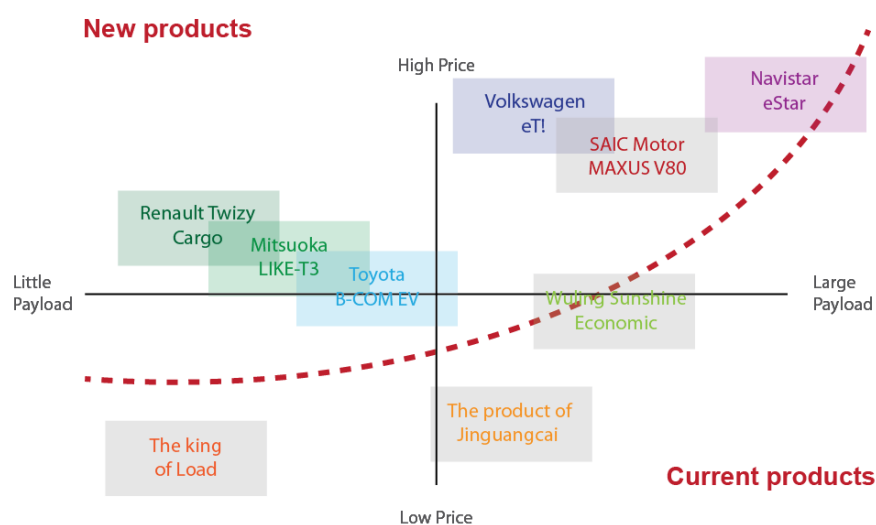 New products
High Price
Navistar
eStar
Volkswagen
eT!
SAIC Motor
MAXUS V80
Renault Twizy
Cargo
Mitsuoka
LIKE-T3
Toyota
B-COM EV
Little
Payload
Wuling Sunshine
Economic
Large
Payload
The product of
Jinguangcai
The king
of Load
Current products
Low Price